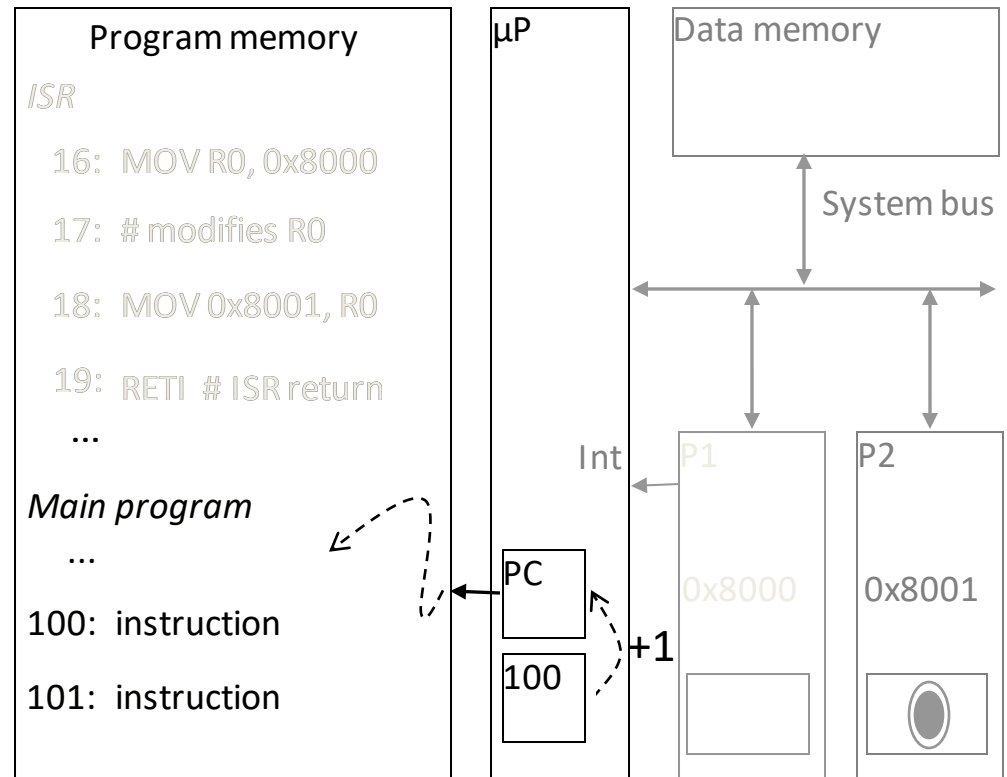 Program memory
ISR
16: MOV R0, 0x8000
17: # modifies R0
18: MOV 0x8001, R0
19: RETI # ISR return
...
Main program
...
100: instruction
101: instruction
µP
Int
PC
100
+1
Data memory
System bus
P1
0x8000
P2
0x8001